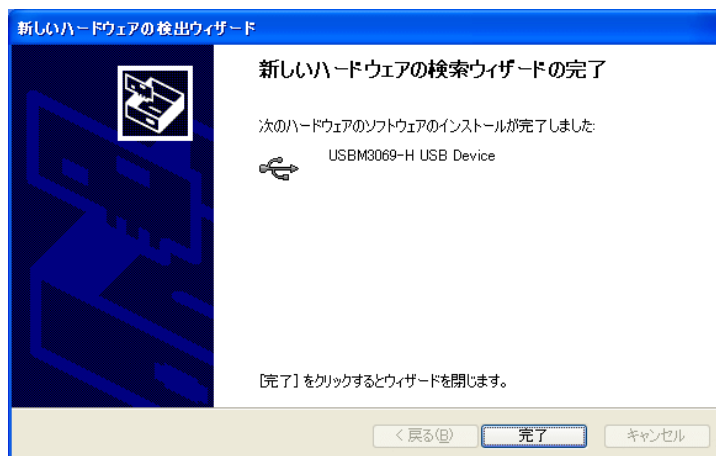 新しいハードウェアの検出ウィザード
新しいハードウェアの検索ウィザードの完了
次のハードウェアのソフトウェアのインストールが完了しました:
USBM3069-H USB Device
[完了] をクリックするとウィザードを閉じます。
< 戻る(B) 完了 キャンセル